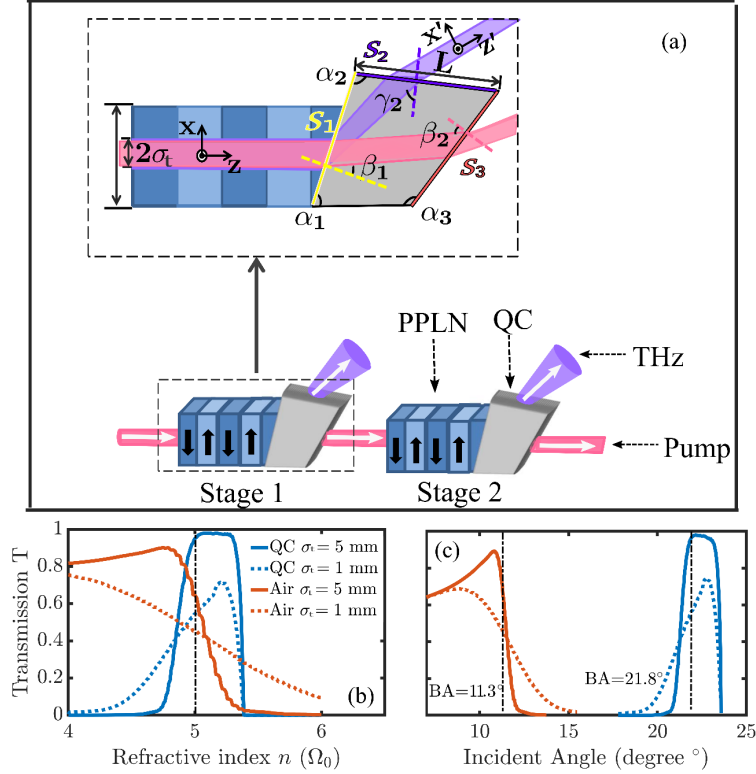 (a)
x' z'
S₂ L
α₂ γ₂
S₁
x
2σₜ z
β₂
β₁ S₃
α₁ α₃
PPLN QC
THz
Pump
Stage 1 Stage 2
Transmission T
1
0.8
0.6
0.4
0.2
0
QC σₜ = 5 mm
QC σₜ = 1 mm
Air σₜ = 5 mm
Air σₜ = 1 mm
(b)
4 5 6
Refractive index n (Ω₀)
(c)
BA=11.3°
BA=21.8°
10 15 20 25
Incident Angle (degree °)